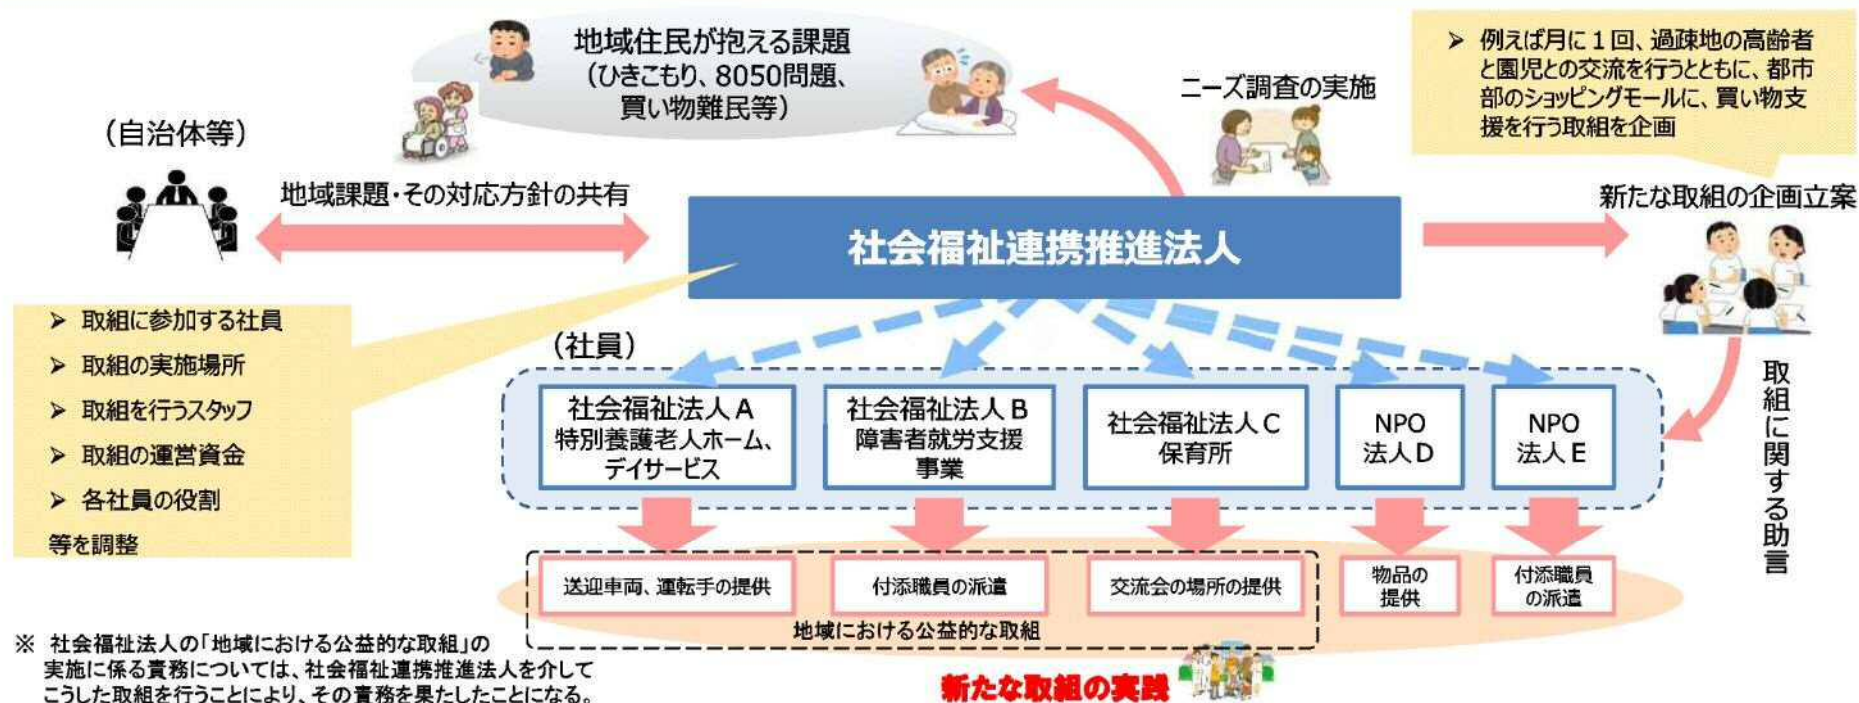 地域住民が抱える課題
（ひきこもり、8050問題、
買い物難民等）
ニーズ調査の実施
➢ 例えば月に１回、過疎地の高齢者
と園児との交流を行うとともに、都市
部のショッピングモールに、買い物支
援を行う取組を企画
（自治体等）
地域課題・その対応方針の共有
社会福祉連携推進法人
新たな取組の企画立案
➢ 取組に参加する社員
➢ 取組の実施場所
➢ 取組を行うスタッフ
➢ 取組の運営資金
➢ 各社員の役割
等を調整
（社員）
社会福祉法人Ａ
特別養護老人ホーム、
デイサービス
社会福祉法人Ｂ
障害者就労支援
事業
社会福祉法人Ｃ
保育所
NPO
法人Ｄ
NPO
法人Ｅ
取組に関する助言
送迎車両、運転手の提供
付添職員の派遣
交流会の場所の提供
物品の
提供
付添職員
の派遣
地域における公益的な取組
※ 社会福祉法人の「地域における公益的な取組」の
実施に係る責務については、社会福祉連携推進法人を介して
こうした取組を行うことにより、その責務を果たしたことになる。
新たな取組の実践